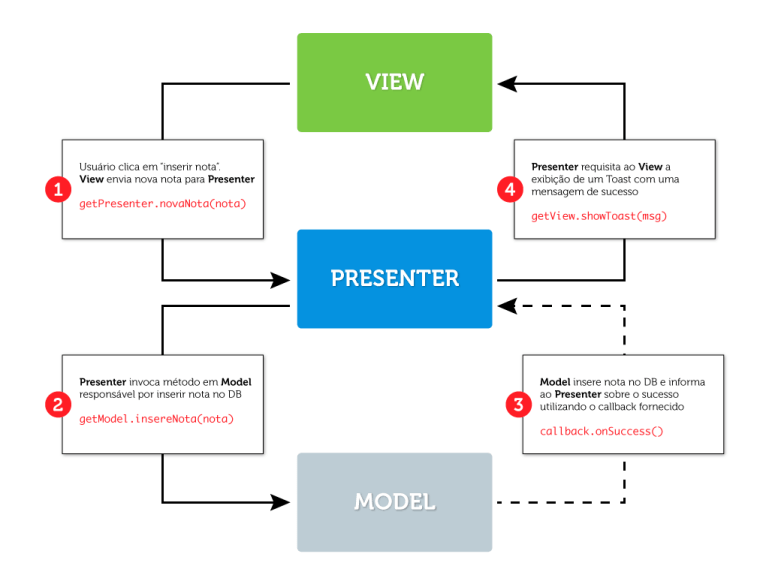 VIEW
1
Usuário clica em "inserir nota".
View envia nova nota para Presenter
getPresenter.novaNota(nota)
4
Presenter requisita ao View a
exibição de um Toast com uma
mensagem de sucesso
getView.showToast(msg)
PRESENTER
2
Presenter invoca método em Model
responsável por inserir nota no DB
getModel.insereNota(nota)
3
Model insere nota no DB e informa
ao Presenter sobre o sucesso
utilizando o callback fornecido
callback.onSuccess()
MODEL